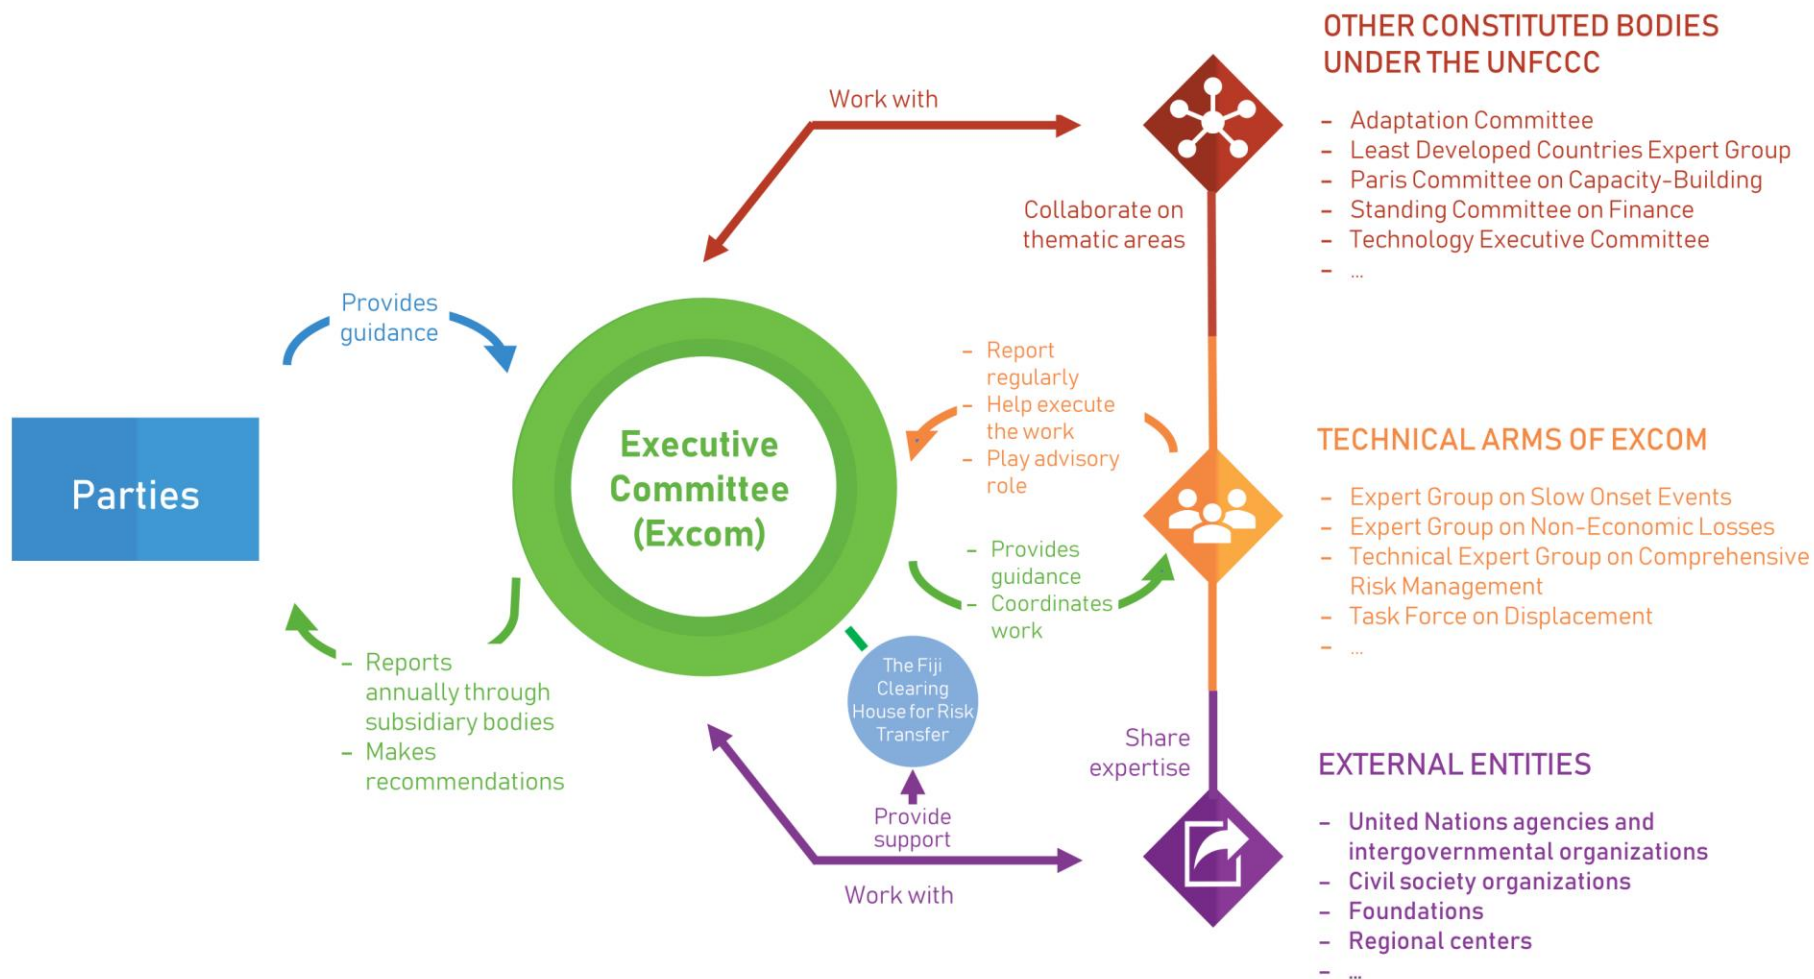 OTHER CONSTITUTED BODIES
UNDER THE UNFCCC
- Adaptation Committee
- Least Developed Countries Expert Group
- Paris Committee on Capacity-Building
- Standing Committee on Finance
- Technology Executive Committee
- ...
Work with
Collaborate on
thematic areas
Provides
guidance
Parties
Executive
Committee
(Excom)
- Report
regularly
- Help execute
the work
- Play advisory
role
- Provides
guidance
- Coordinates
work
TECHNICAL ARMS OF EXCOM
- Expert Group on Slow Onset Events
- Expert Group on Non-Economic Losses
- Technical Expert Group on Comprehensive
Risk Management
- Task Force on Displacement
- ...
- Reports
annually through
subsidiary bodies
- Makes
recommendations
The Fiji
Clearing
House for Risk
Transfer
Provide
support
Work with
Share
expertise
EXTERNAL ENTITIES
- United Nations agencies and
intergovernmental organizations
- Civil society organizations
- Foundations
- Regional centers
- ...